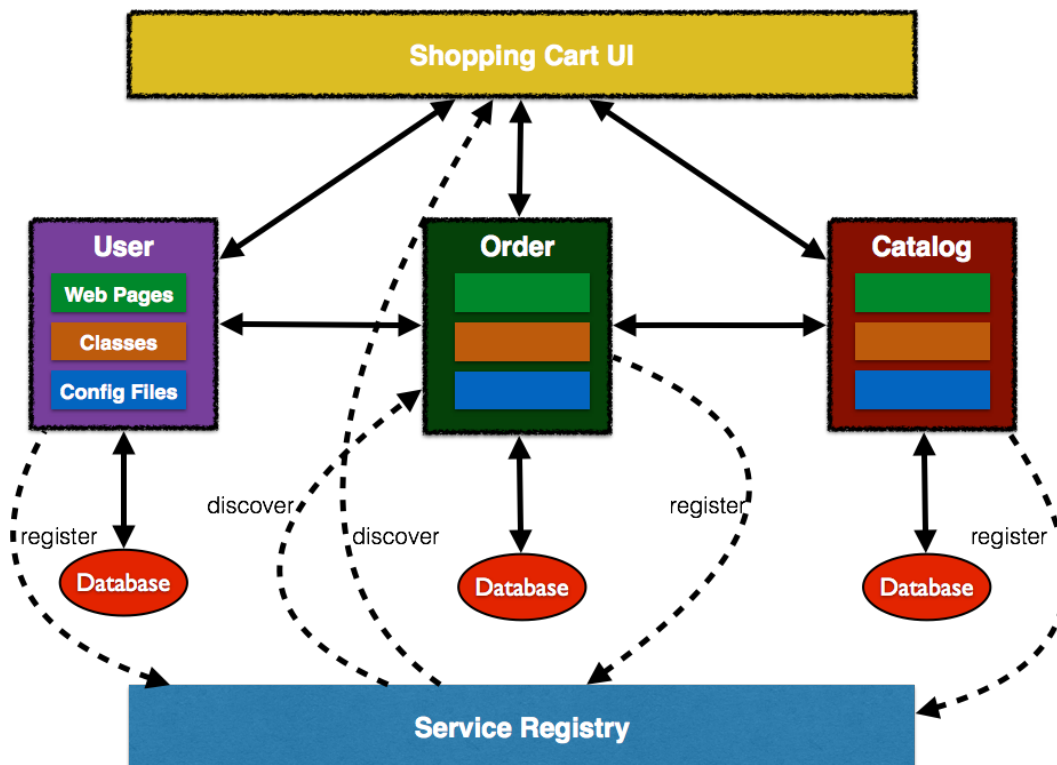 Shopping Cart UI
User
Order
Catalog
Web Pages
Classes
Config Files
discover
register
discover
register
register
Database
Database
Database
Service Registry